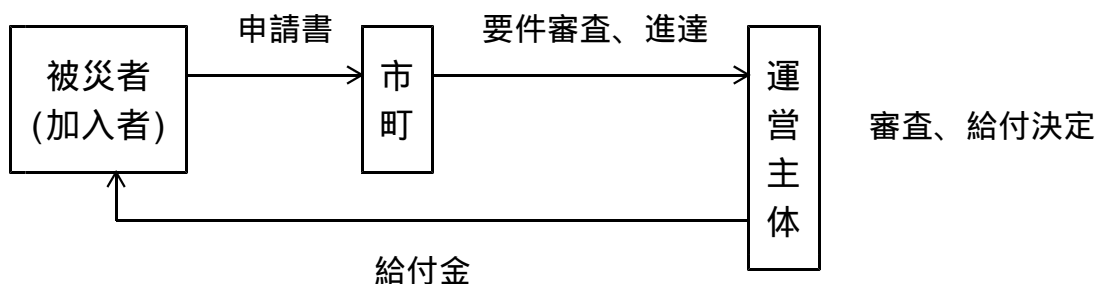 申請書
要件審査、進達
被災者
(加入者)
市町
運営主体
審査、給付決定
給付金